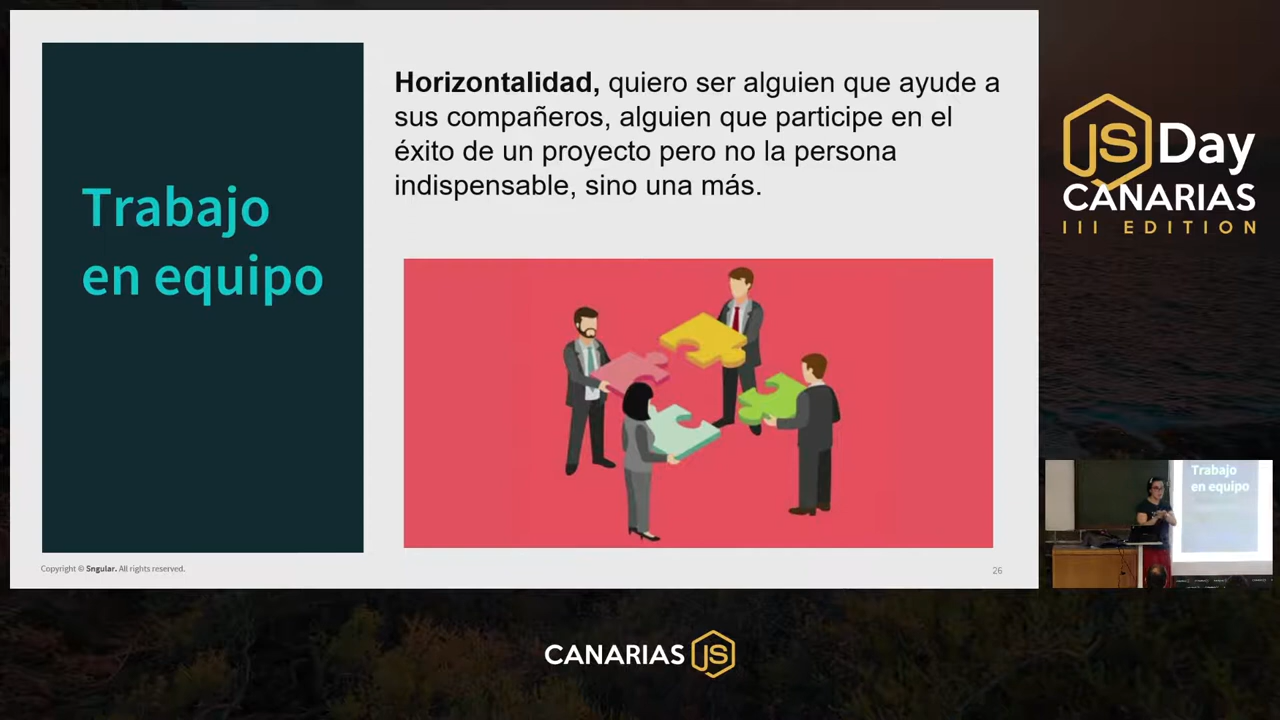 Trabajo
en equipo
Horizontalidad, quiero ser alguien que ayude a
sus compañeros, alguien que participe en el
éxito de un proyecto pero no la persona
indispensable, sino una más.
Copyright © Sngular. All rights reserved.
26
JS Day
CANARIAS
III EDITION
Trabajo
en equipo
CANARIAS JS